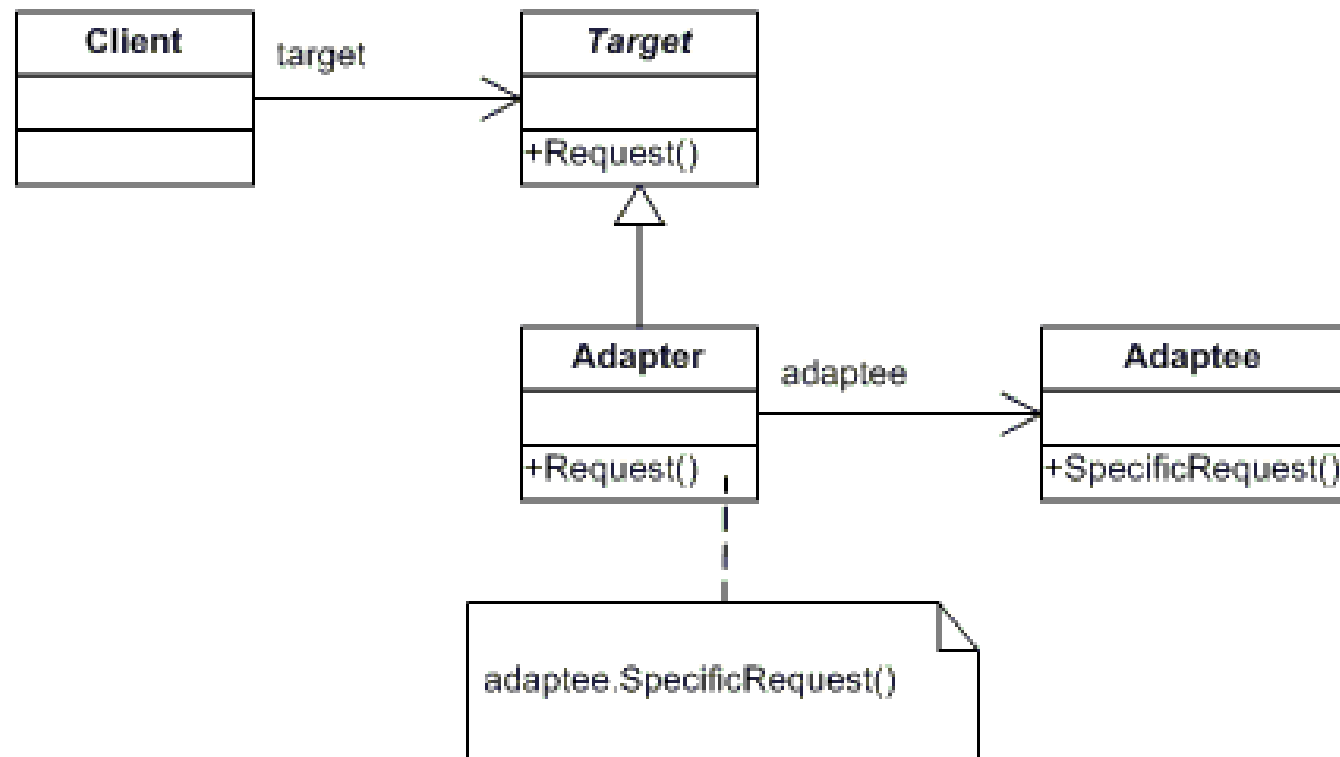 Client
target
Target
+Request()
Adapter
adaptee
Adaptee
+Request()
+SpecificRequest()
adaptee.SpecificRequest()